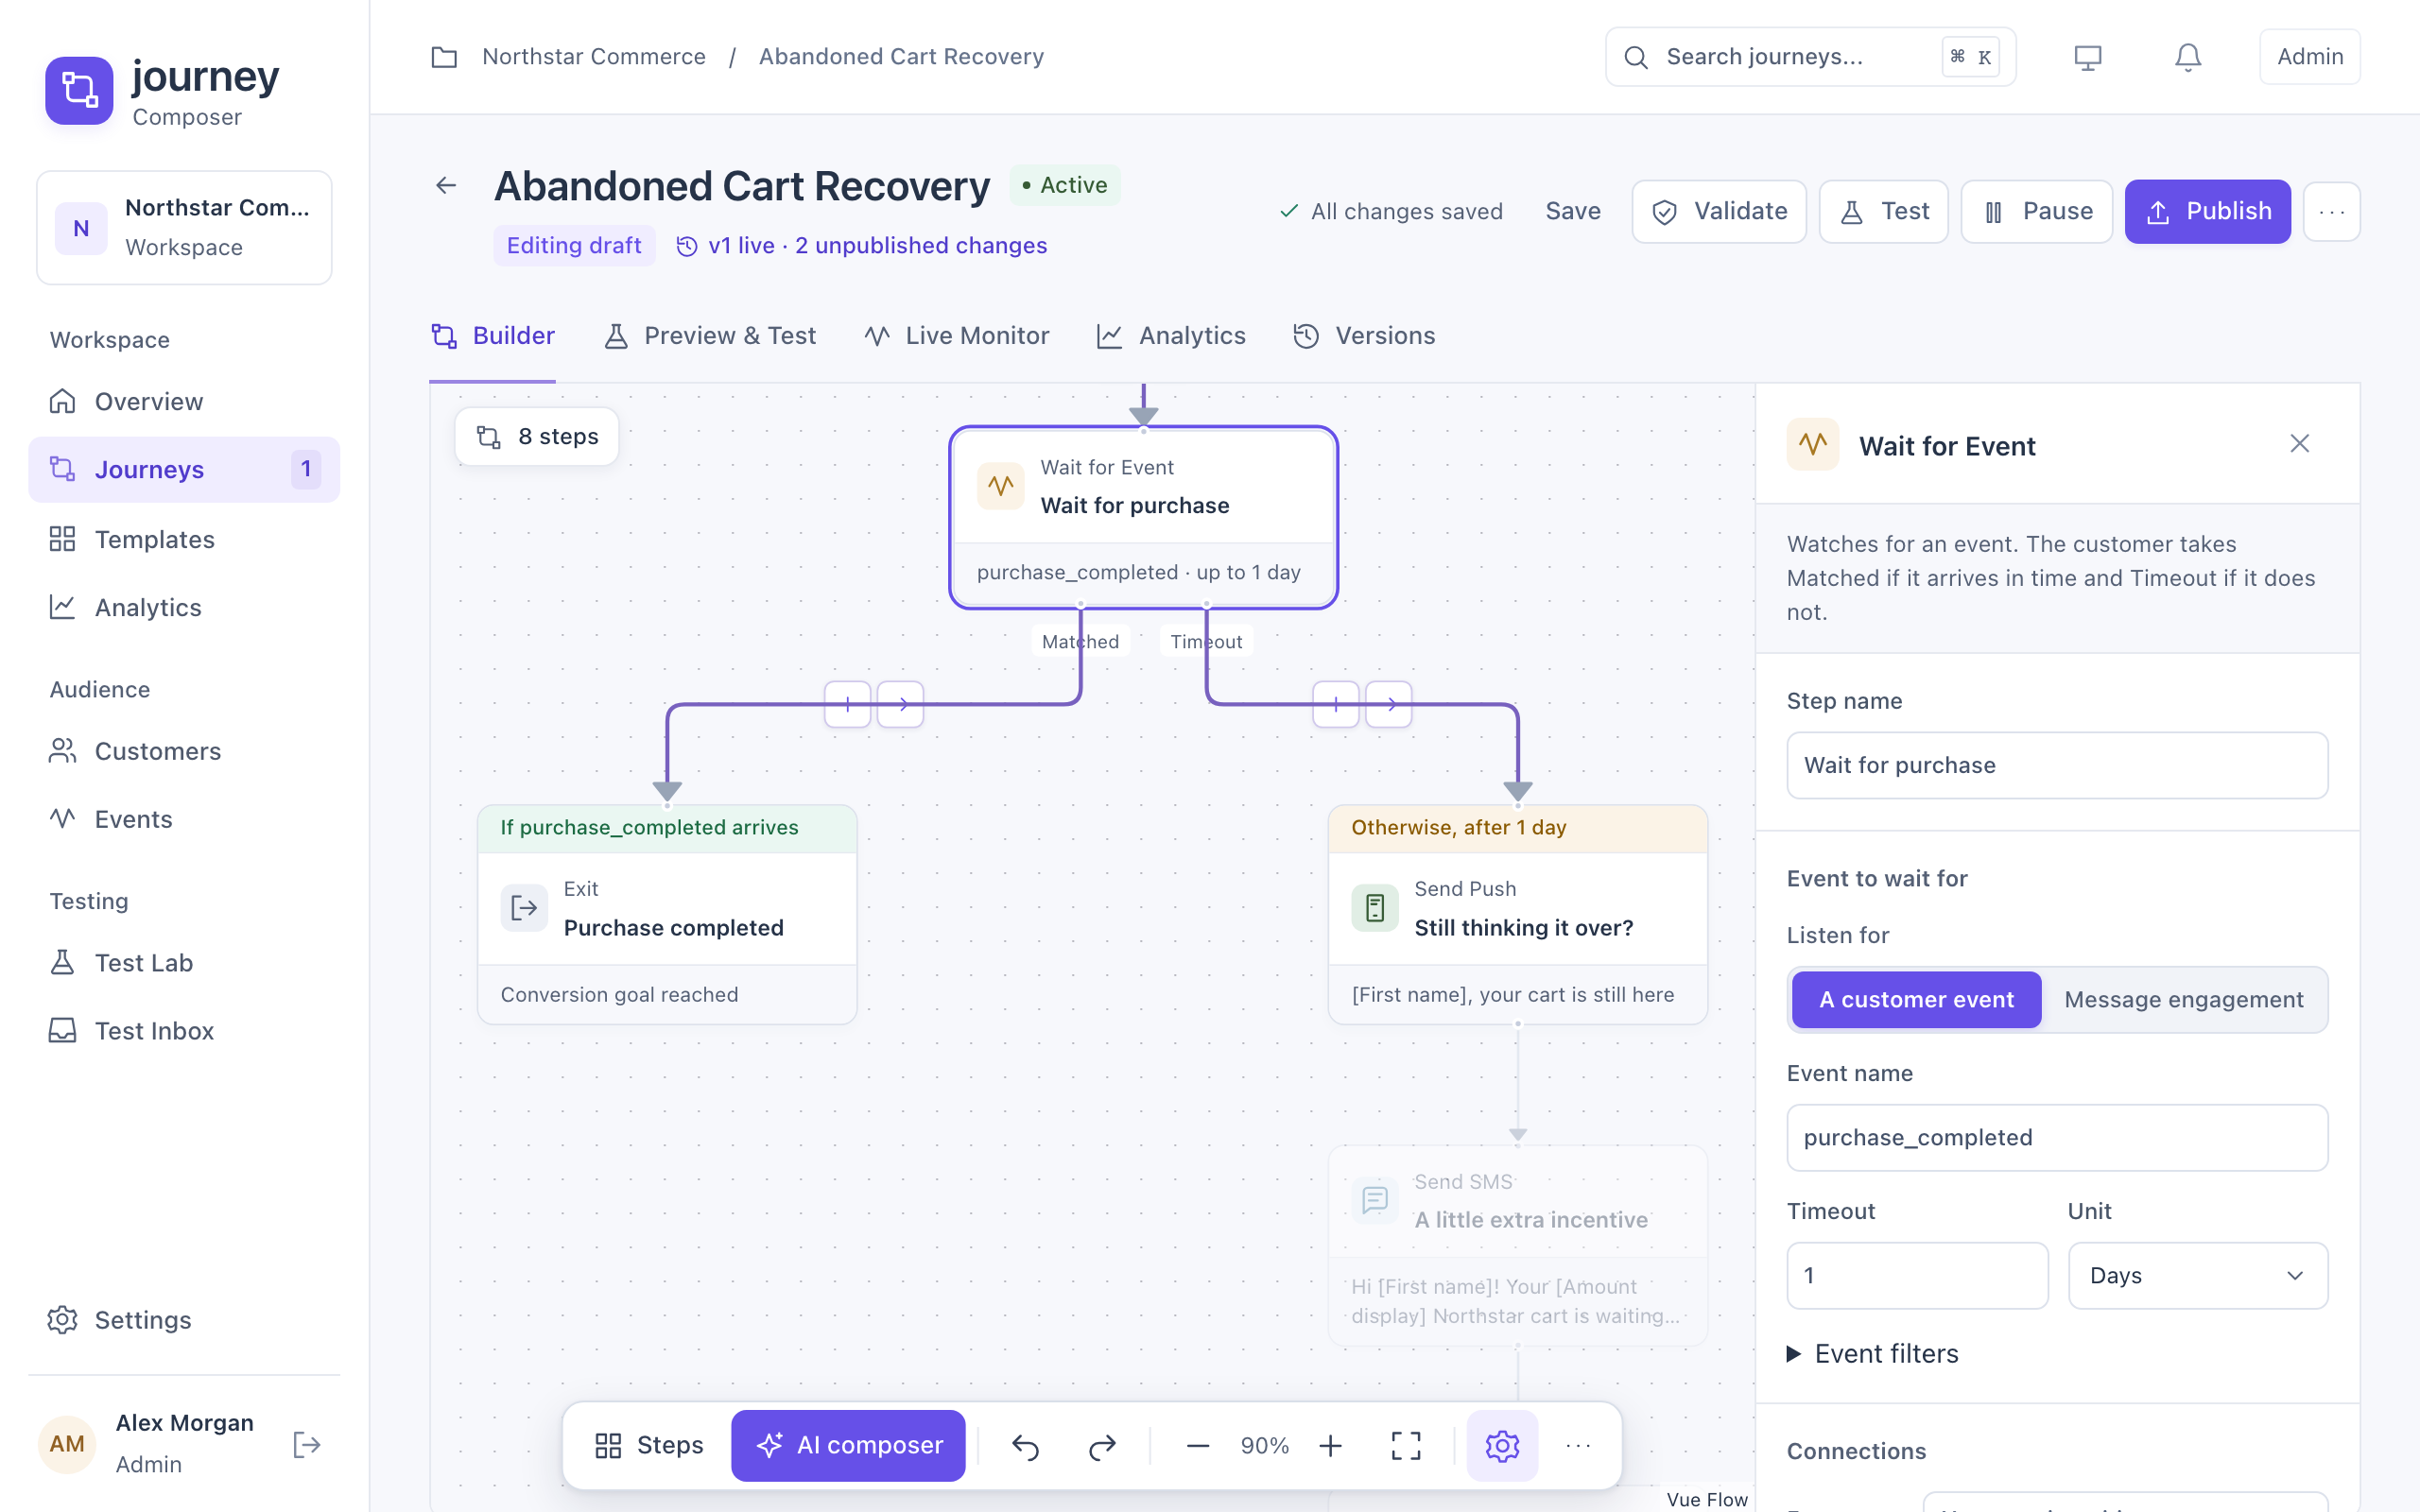 journey
Composer
N
Northstar Com...
Workspace
Workspace
Overview
Journeys
1
Templates
Analytics
Audience
Customers
Events
Testing
Test Lab
Test Inbox
Settings
AM
Alex Morgan
Admin
Northstar Commerce / Abandoned Cart Recovery
Search journeys...
⌘ K
Admin
Abandoned Cart Recovery
• Active
Editing draft
v1 live · 2 unpublished changes
All changes saved
Save
Validate
Test
Pause
Publish
...
Builder
Preview & Test
Live Monitor
Analytics
Versions
8 steps
Wait for Event
Wait for purchase
purchase_completed · up to 1 day
Matched
Timeout
If purchase_completed arrives
Exit
Purchase completed
Conversion goal reached
Otherwise, after 1 day
Send Push
Still thinking it over?
[First name], your cart is still here
Send SMS
A little extra incentive
Hi [First name]! Your [Amount
display] Northstar cart is waiting...
Steps
AI composer
90%
...
Vue Flow
Wait for Event
Watches for an event. The customer takes
Matched if it arrives in time and Timeout if it does
not.
Step name
Wait for purchase
Event to wait for
Listen for
A customer event
Message engagement
Event name
purchase_completed
Timeout
Unit
1
Days
Event filters
Connections